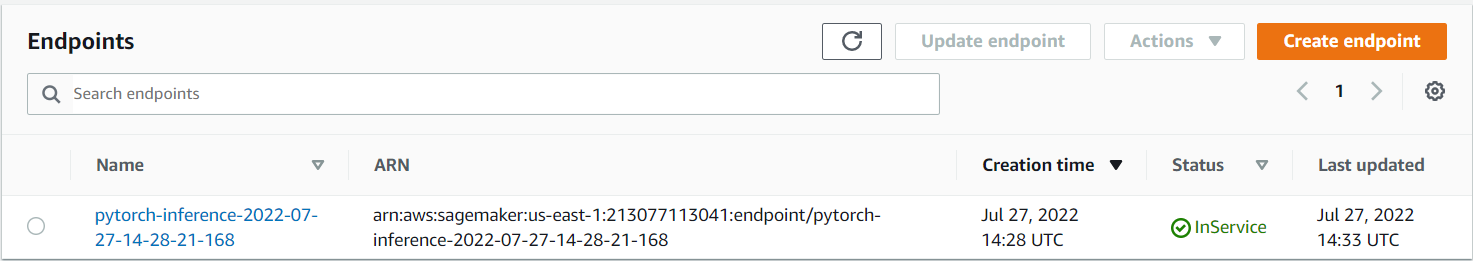 Endpoints
Update endpoint
Actions
Create endpoint
Search endpoints
1
Name
ARN
Creation time
Status
Last updated
pytorch-inference-2022-07-
27-14-28-21-168
arn:aws:sagemaker:us-east-1:213077113041:endpoint/pytorch-
inference-2022-07-27-14-28-21-168
Jul 27, 2022
14:28 UTC
InService
Jul 27, 2022
14:33 UTC